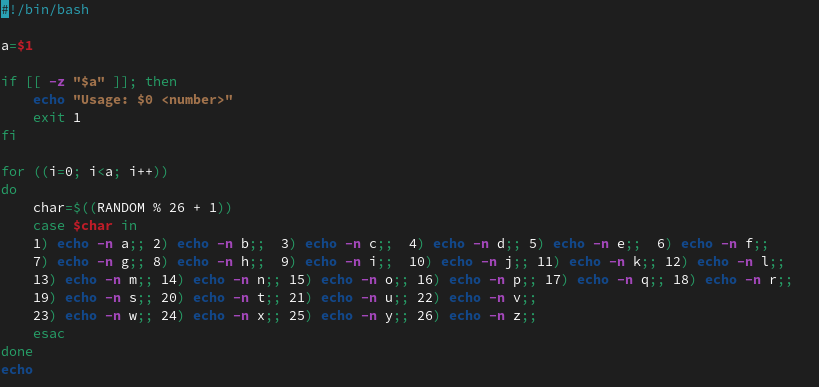 #!/bin/bash

a=$1

if [[ -z "$a" ]]; then
    echo "Usage: $0 <number>"
    exit 1
fi

for ((i=0; i<a; i++))
do
    char=$((RANDOM % 26 + 1))
    case $char in
    1) echo -n a;; 2) echo -n b;;  3) echo -n c;;  4) echo -n d;; 5) echo -n e;;  6) echo -n f;;
    7) echo -n g;; 8) echo -n h;;  9) echo -n i;;  10) echo -n j;; 11) echo -n k;; 12) echo -n l;;
    13) echo -n m;; 14) echo -n n;; 15) echo -n o;; 16) echo -n p;; 17) echo -n q;; 18) echo -n r;;
    19) echo -n s;; 20) echo -n t;; 21) echo -n u;; 22) echo -n v;;
    23) echo -n w;; 24) echo -n x;; 25) echo -n y;; 26) echo -n z;;
    esac
done
echo